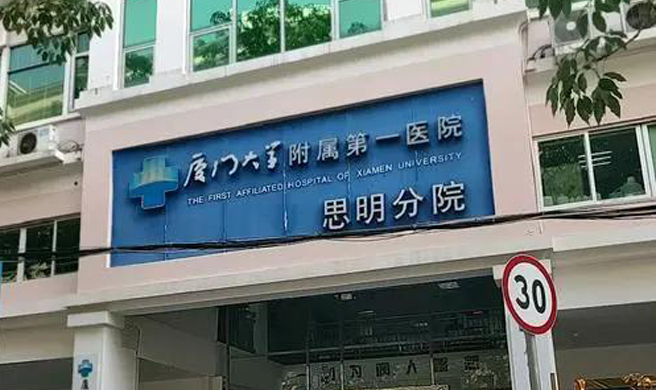 厦门大学附属第一医院
THE FIRST AFFILIATED HOSPITAL OF XIAMEN UNIVERSITY
思明分院
30